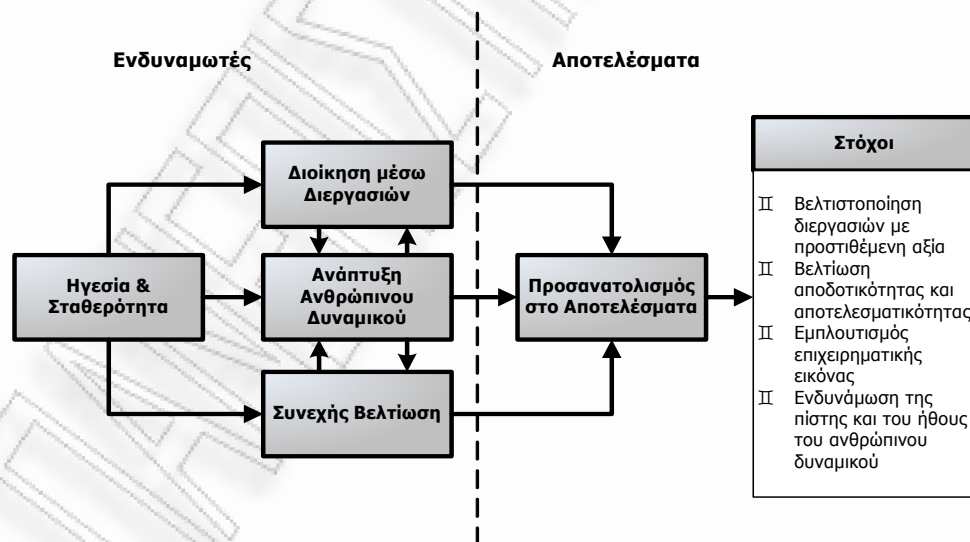 Ενδυναμωτές
Αποτελέσματα
Διοίκηση μέσω
Διεργασιών
Ηγεσία &
Σταθερότητα
Ανάπτυξη
Ανθρώπινου
Δυναμικού
Συνεχής Βελτίωση
Προσανατολισμός
στο Αποτελέσματα
Στόχοι
♊ Βελτιστοποίηση
διεργασιών με
προστιθέμενη αξία
♊ Βελτίωση
αποδοτικότητας και
αποτελεσματικότητας
♊ Εμπλουτισμός
επιχειρηματικής
εικόνας
♊ Ενδυνάμωση της
πίστης και του ήθους
του ανθρώπινου
δυναμικού